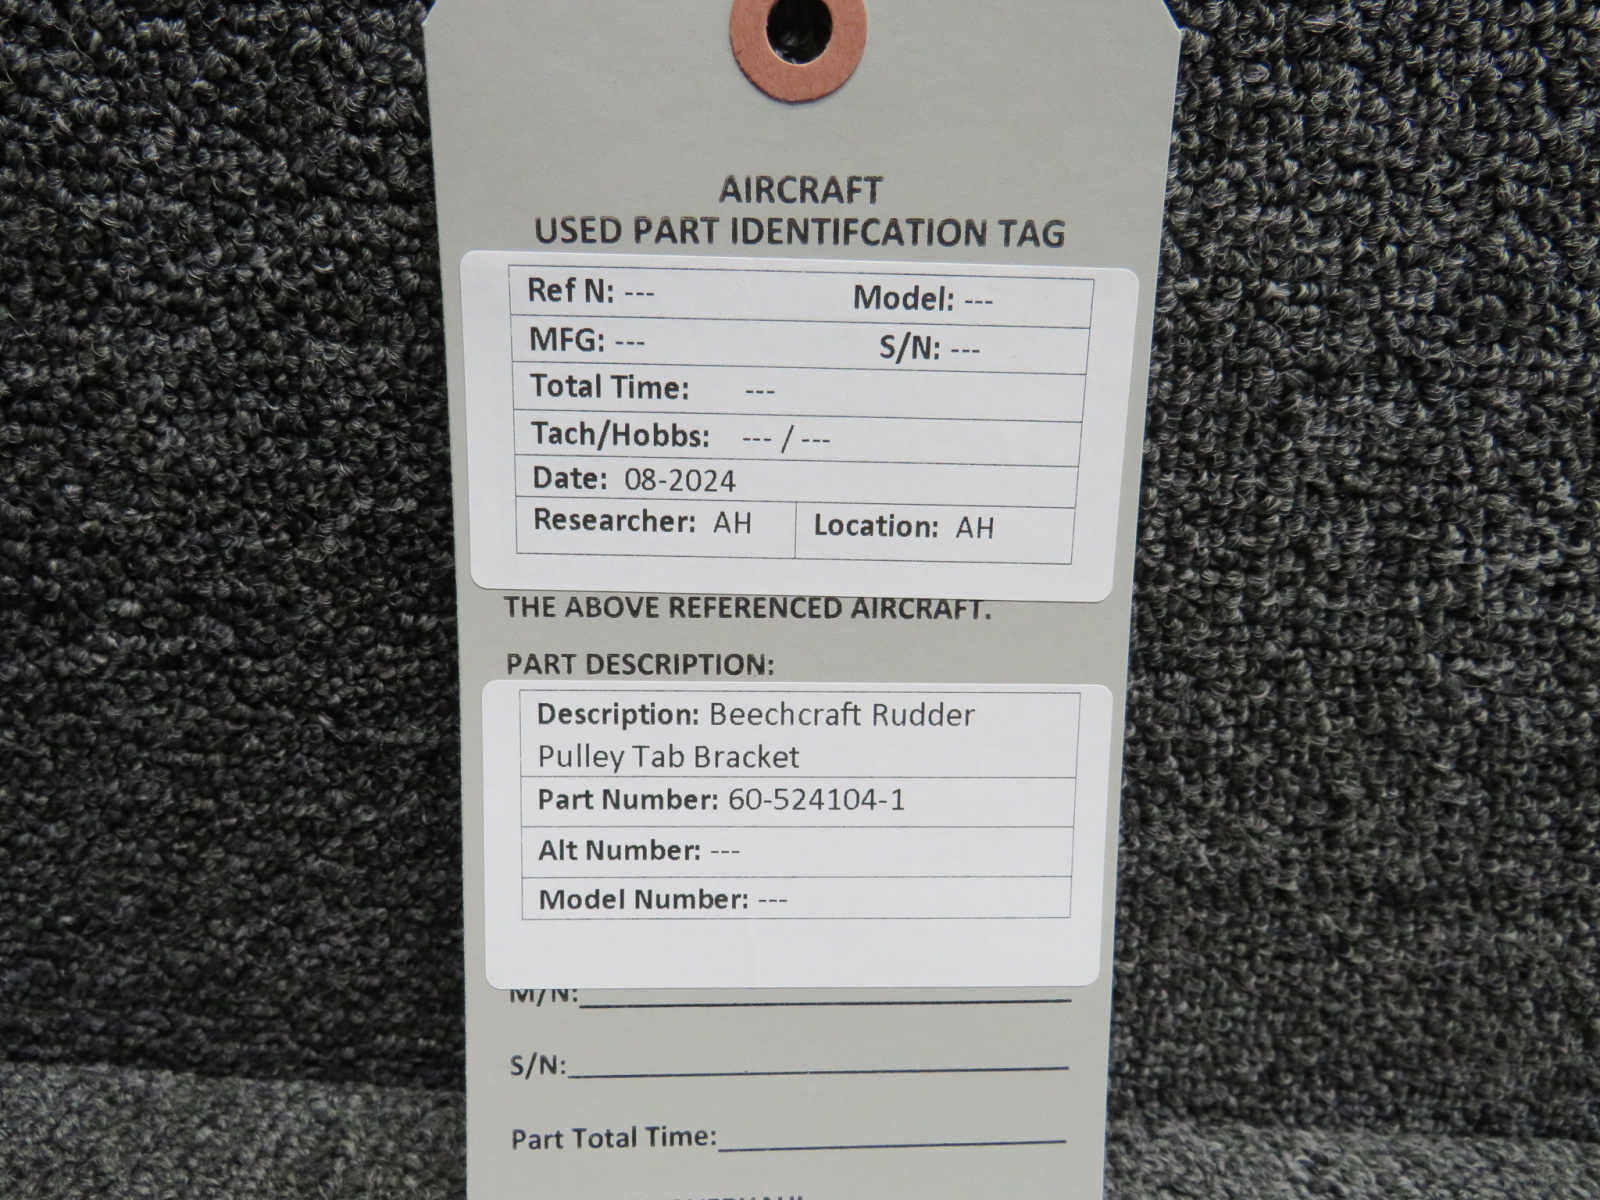 AIRCRAFT
USED PART IDENTIFCATION TAG
Ref N: --- Model: ---
MFG: --- S/N: ---
Total Time: ---
Tach/Hobbs: --- / ---
Date: 08-2024
Researcher: AH Location: AH
THE ABOVE REFERENCED AIRCRAFT.
PART DESCRIPTION:
Description: Beechcraft Rudder
Pulley Tab Bracket
Part Number: 60-524104-1
Alt Number: ---
Model Number: ---
M/N:
S/N:
Part Total Time: